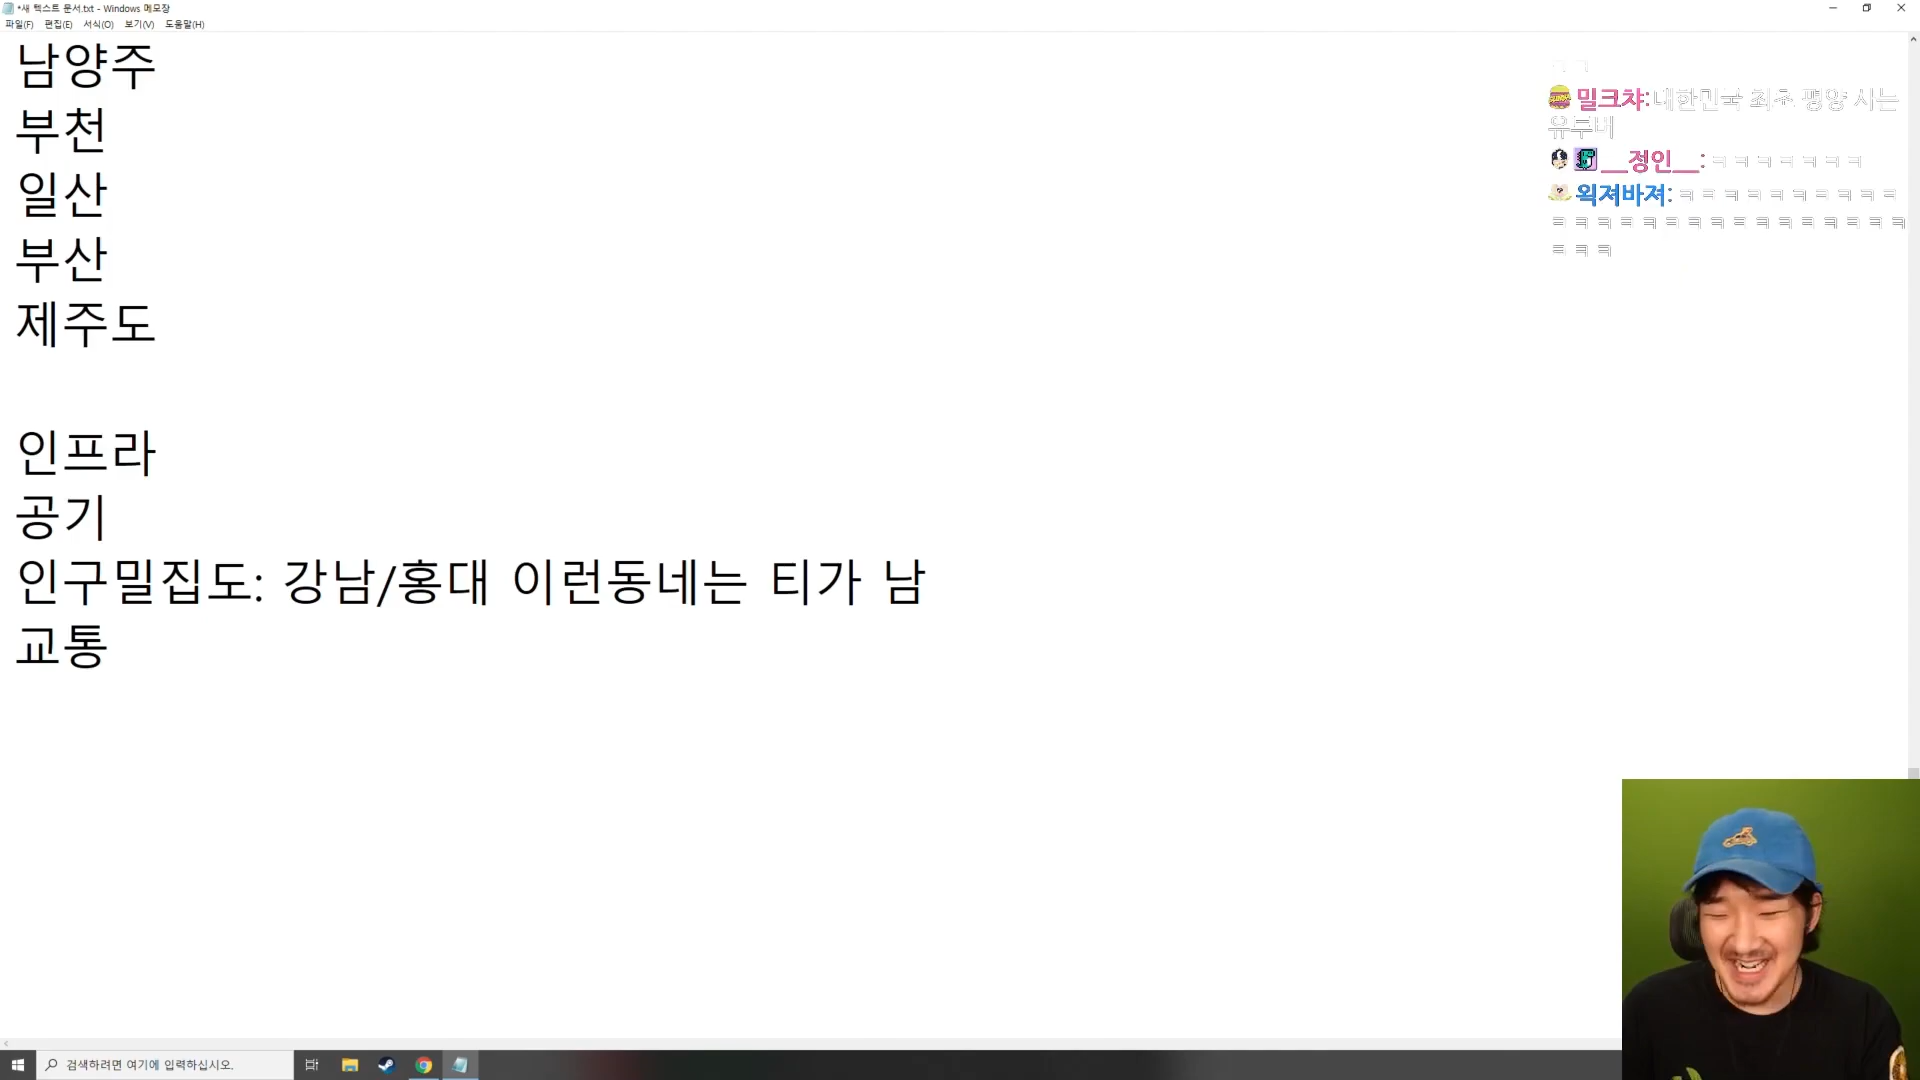 *새 텍스트 문서.txt - Windows 메모장
파일(F) 편집(E) 서식(O) 보기(V) 도움말(H)
남양주
부천
일산
부산
제주도
인프라
공기
인구밀집도: 강남/홍대 이런동네는 티가 남
교통
밀크챠: 대한민국 최초 평양 사는
유투버
__정인__: ㅋㅋㅋㅋㅋㅋㅋ
왁져바져: ㅋㅋㅋㅋㅋㅋㅋㅋㅋㅋ
ㅋㅋㅋㅋㅋㅋㅋㅋㅋㅋㅋㅋㅋㅋㅋㅋ
ㅋㅋㅋ
검색하려면 여기에 입력하십시오.